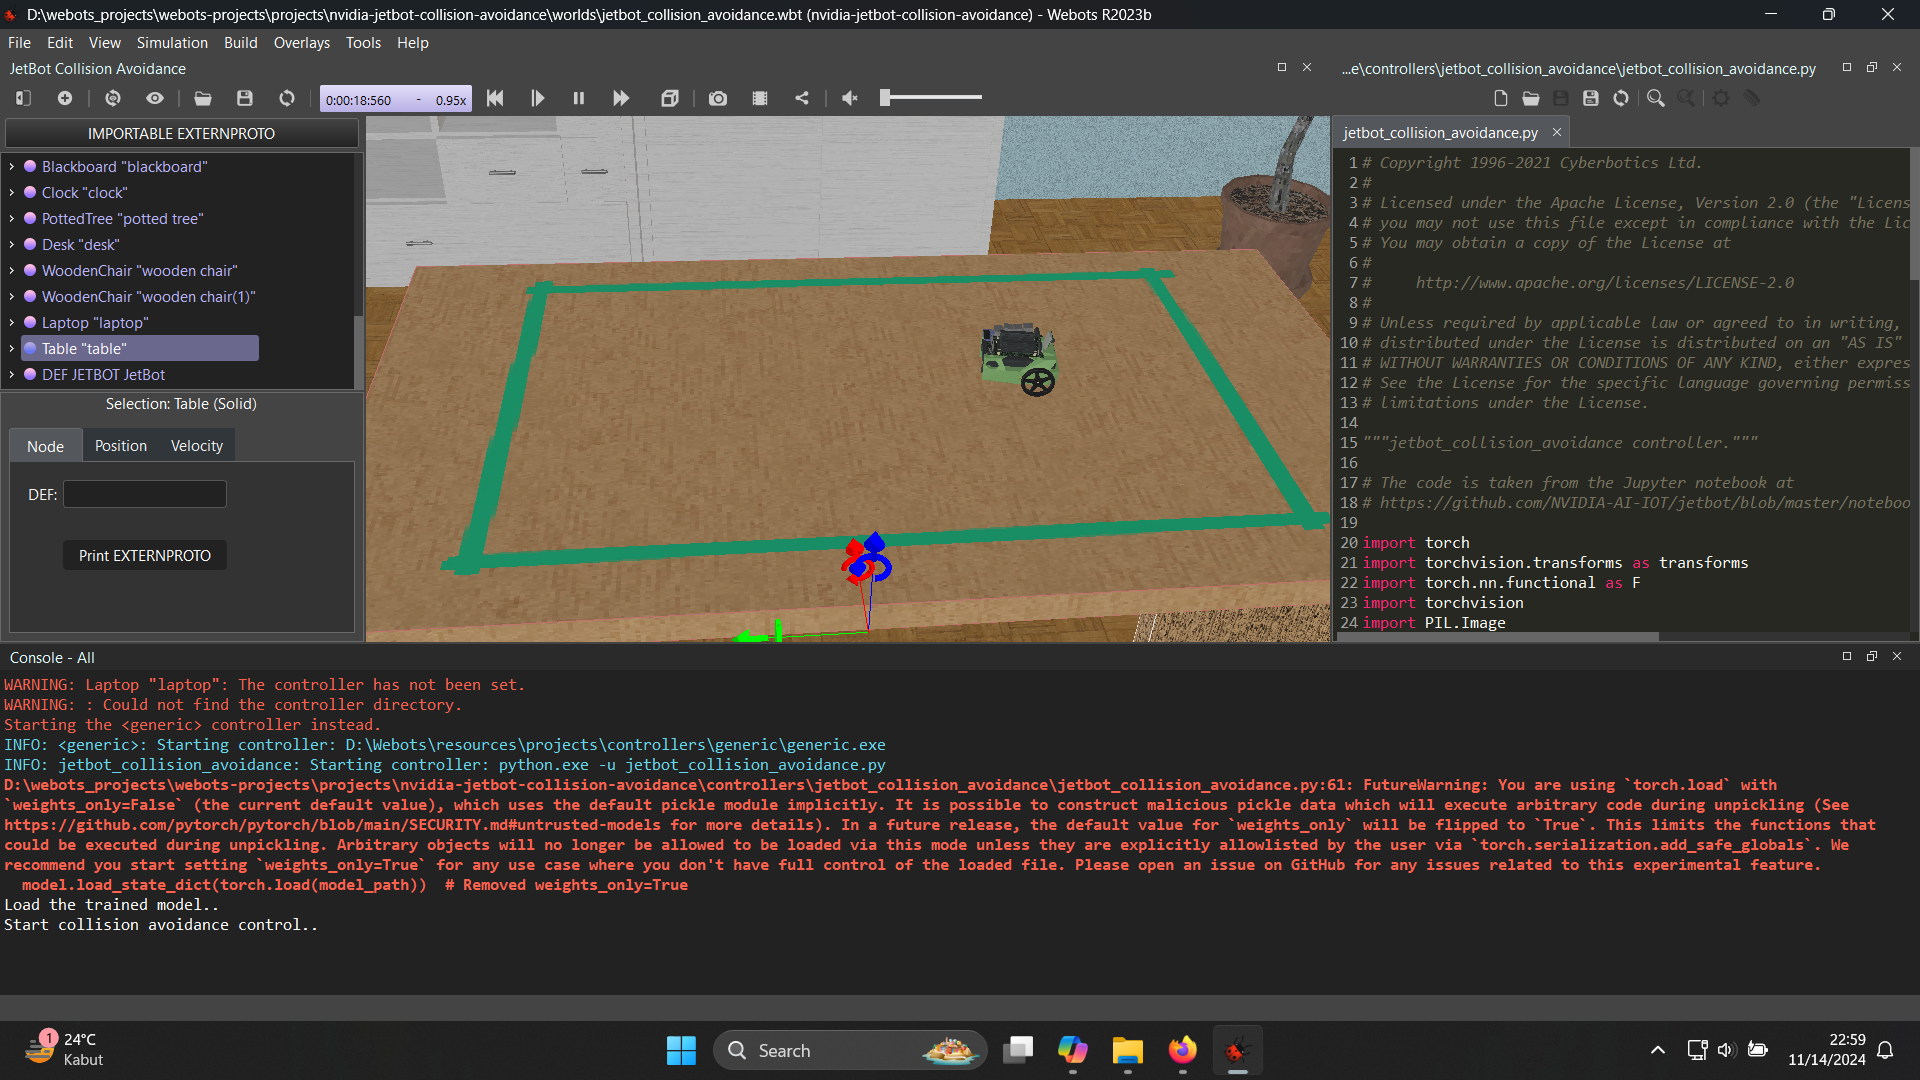 D:\webots_projects\webots-projects\projects\nvidia-jetbot-collision-avoidance\worlds\jetbot_collision_avoidance.wbt (nvidia-jetbot-collision-avoidance) - Webots R2023b
File Edit View Simulation Build Overlays Tools Help
JetBot Collision Avoidance
...e\controllers\jetbot_collision_avoidance\jetbot_collision_avoidance.py
0:00:18:560 - 0.95x
IMPORTABLE EXTERNPROTO
Blackboard "blackboard"
Clock "clock"
PottedTree "potted tree"
Desk "desk"
WoodenChair "wooden chair"
WoodenChair "wooden chair(1)"
Laptop "laptop"
Table "table"
DEF JETBOT JetBot
Selection: Table (Solid)
Node Position Velocity
DEF:
Print EXTERNPROTO
jetbot_collision_avoidance.py
1 # Copyright 1996-2021 Cyberbotics Ltd.
2 #
3 # Licensed under the Apache License, Version 2.0 (the "Licens
4 # you may not use this file except in compliance with the Lic
5 # You may obtain a copy of the License at
6 #
7 # http://www.apache.org/licenses/LICENSE-2.0
8 #
9 # Unless required by applicable law or agreed to in writing,
10 # distributed under the License is distributed on an "AS IS"
11 # WITHOUT WARRANTIES OR CONDITIONS OF ANY KIND, either expres
12 # See the License for the specific language governing permiss
13 # limitations under the License.
14
15 """jetbot_collision_avoidance controller."""
16
17 # The code is taken from the Jupyter notebook at
18 # https://github.com/NVIDIA-AI-IOT/jetbot/blob/master/noteboo
19
20 import torch
21 import torchvision.transforms as transforms
22 import torch.nn.functional as F
23 import torchvision
24 import PIL.Image
Console - All
WARNING: Laptop "laptop": The controller has not been set.
WARNING: : Could not find the controller directory.
Starting the <generic> controller instead.
INFO: <generic>: Starting controller: D:\Webots\resources\projects\controllers\generic\generic.exe
INFO: jetbot_collision_avoidance: Starting controller: python.exe -u jetbot_collision_avoidance.py
D:\webots_projects\webots-projects\projects\nvidia-jetbot-collision-avoidance\controllers\jetbot_collision_avoidance\jetbot_collision_avoidance.py:61: FutureWarning: You are using `torch.load` with
`weights_only=False` (the current default value), which uses the default pickle module implicitly. It is possible to construct malicious pickle data which will execute arbitrary code during unpickling (See
https://github.com/pytorch/pytorch/blob/main/SECURITY.md#untrusted-models for more details). In a future release, the default value for `weights_only` will be flipped to `True`. This limits the functions that
could be executed during unpickling. Arbitrary objects will no longer be allowed to be loaded via this mode unless they are explicitly allowlisted by the user via `torch.serialization.add_safe_globals`. We
recommend you start setting `weights_only=True` for any use case where you don't have full control of the loaded file. Please open an issue on GitHub for any issues related to this experimental feature.
model.load_state_dict(torch.load(model_path)) # Removed weights_only=True
Load the trained model..
Start collision avoidance control..
1
24°C
Kabut
Search
22:59
11/14/2024